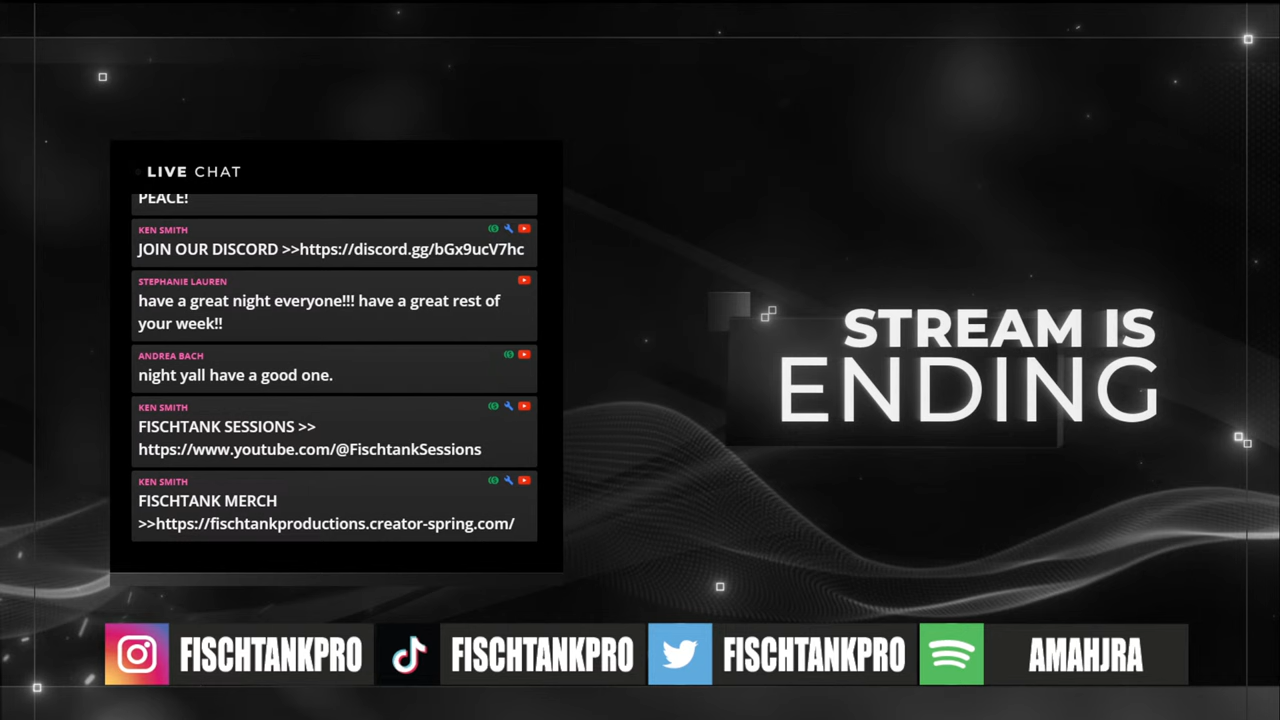 LIVE CHAT
PEACE!
KEN SMITH
JOIN OUR DISCORD >>https://discord.gg/bGx9ucV7hc
STEPHANIE LAUREN
have a great night everyone!!! have a great rest of
your week!!
ANDREA BACH
night yall have a good one.
KEN SMITH
FISCHTANK SESSIONS >>
https://www.youtube.com/@FischtankSessions
KEN SMITH
FISCHTANK MERCH
>>https://fischtankproductions.creator-spring.com/
STREAM IS
ENDING
FISCHTANKPRO FISCHTANKPRO FISCHTANKPRO AMAHJRA